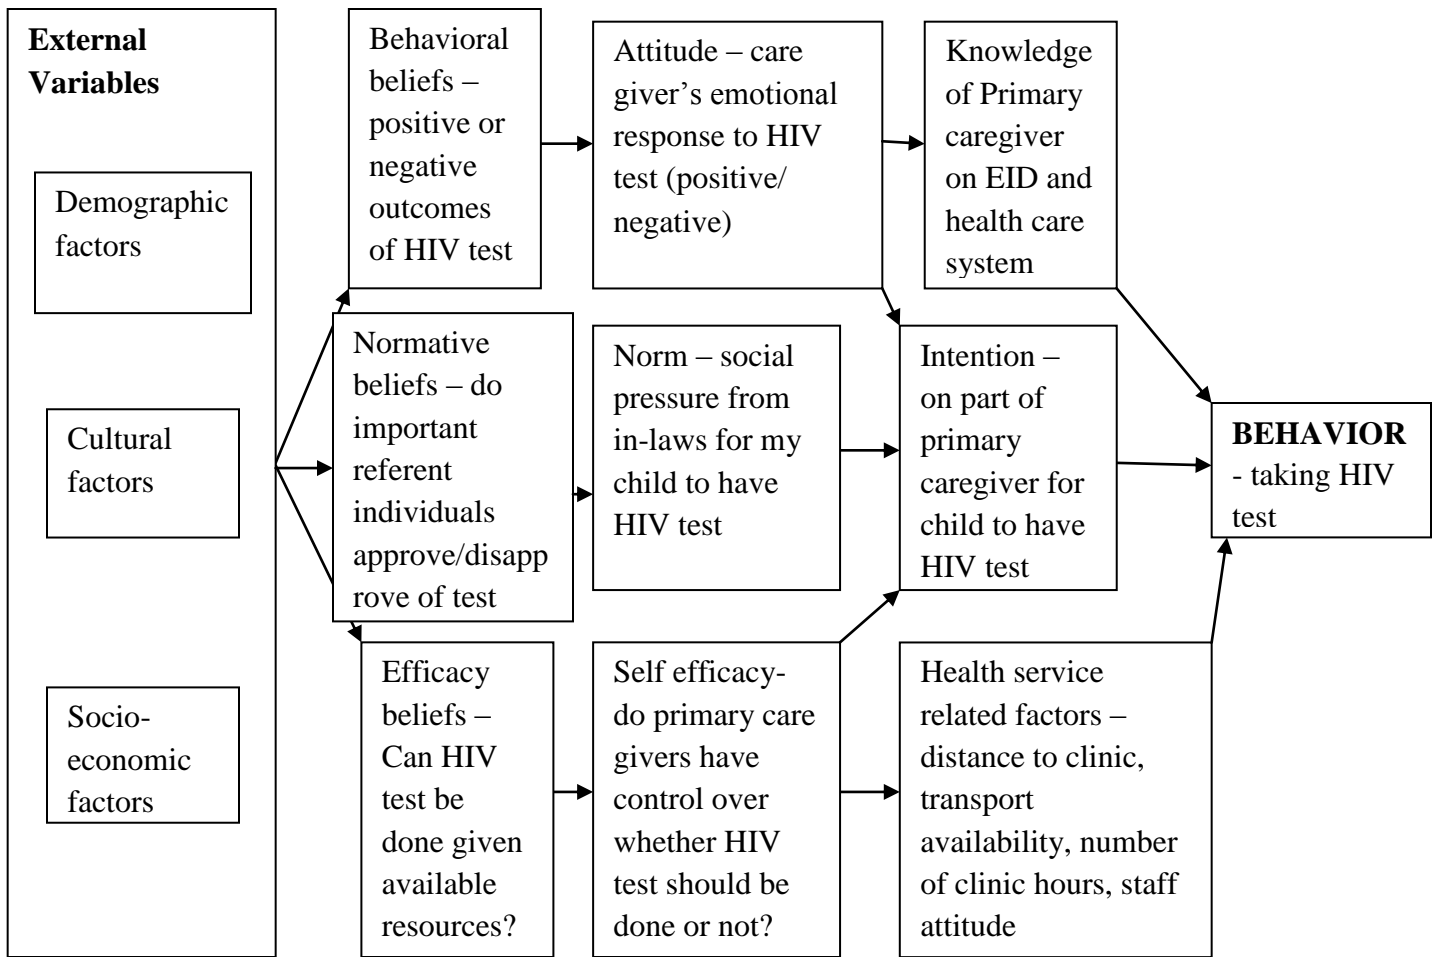 External
Variables
Demographic
factors
Cultural
factors
Socio-
economic
factors
Behavioral
beliefs –
positive or
negative
outcomes
of HIV test
Normative
beliefs – do
important
referent
individuals
approve/disapp
rove of test
Efficacy
beliefs –
Can HIV
test be
done given
available
resources?
Attitude – care
giver’s emotional
response to HIV
test (positive/
negative)
Norm – social
pressure from
in-laws for my
child to have
HIV test
Self efficacy-
do primary care
givers have
control over
whether HIV
test should be
done or not?
Knowledge
of Primary
caregiver
on EID and
health care
system
Intention –
on part of
primary
caregiver for
child to have
HIV test
Health service
related factors –
distance to clinic,
transport
availability, number
of clinic hours, staff
attitude
BEHAVIOR
- taking HIV
test